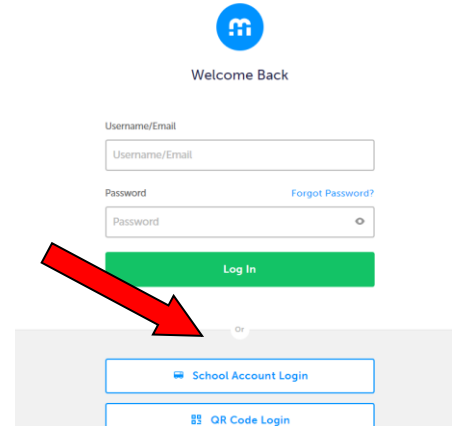 m
Welcome Back
Username/Email
Username/Email
Password Forgot Password?
Password
Log In
Or
School Account Login
QR Code Login